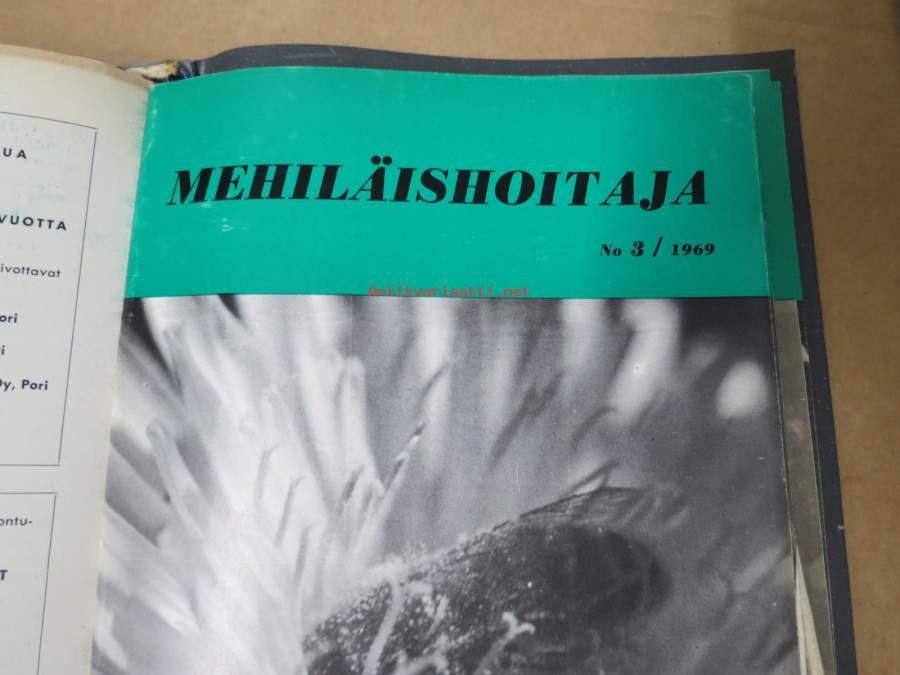 UA
VUOTTA
ivottavat
ori
i
Oy, Pori
ontu-
T
MEHILÄISHOITAJA
No 3 / 1969
Antikvariaatti.net